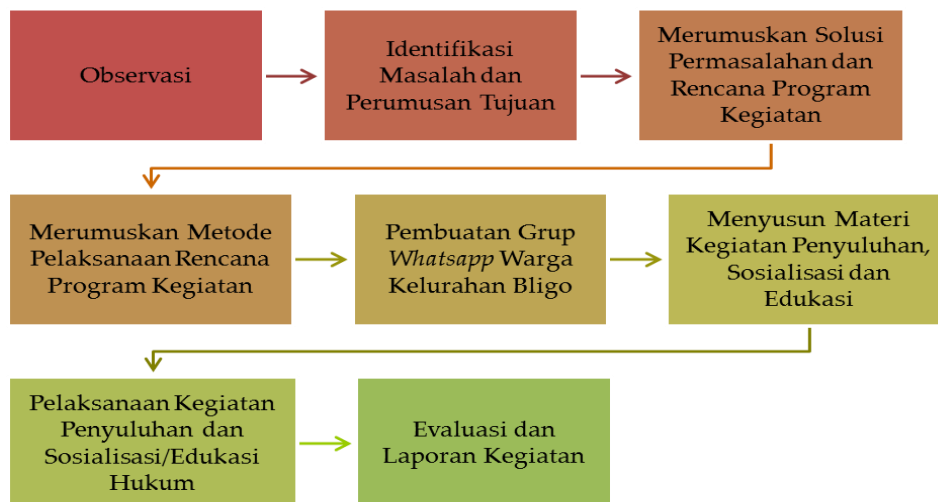 Observasi
Identifikasi
Masalah dan
Perumusan Tujuan
Merumuskan Solusi
Permasalahan dan
Rencana Program
Kegiatan
Merumuskan Metode
Pelaksanaan Rencana
Program Kegiatan
Pembuatan Grup
Whatsapp Warga
Kelurahan Bligo
Menyusun Materi
Kegiatan Penyuluhan,
Sosialisasi dan
Edukasi
Pelaksanaan Kegiatan
Penyuluhan dan
Sosialisasi/Edukasi
Hukum
Evaluasi dan
Laporan Kegiatan